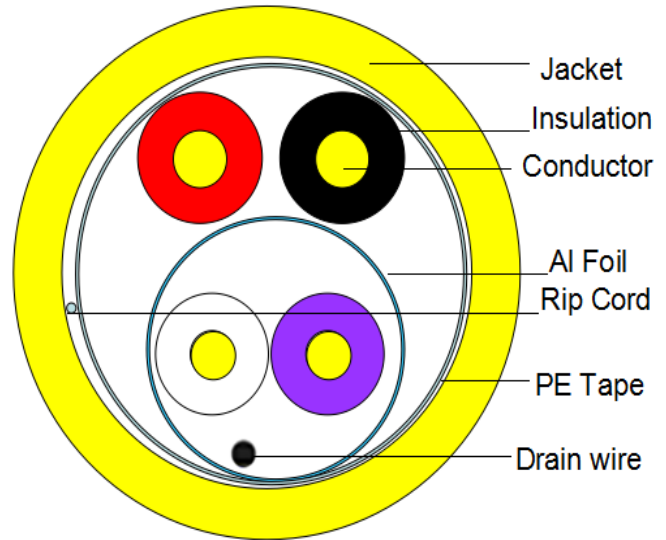 Jacket
Insulation
Conductor
Al Foil
Rip Cord
PE Tape
Drain wire